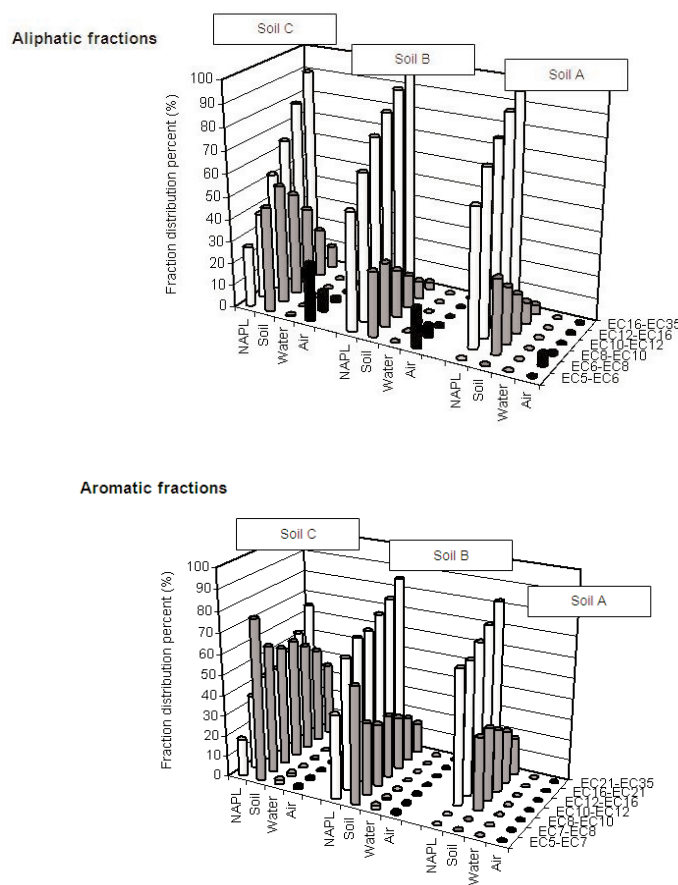 Aliphatic fractions
Soil C
Soil B
Soil A
Fraction distribution percent (%)
100
90
80
70
60
50
40
30
20
10
0
NAPL
Soil
Water
Air
NAPL
Soil
Water
Air
NAPL
Soil
Water
Air
EC16-EC35
EC12-EC16
EC10-EC12
EC8-EC10
EC6-EC8
EC5-EC6
Aromatic fractions
Soil C
Soil B
Soil A
Fraction distribution percent (%)
100
90
80
70
60
50
40
30
20
10
0
NAPL
Soil
Water
Air
NAPL
Soil
Water
Air
NAPL
Soil
Water
Air
EC21-EC35
EC16-EC21
EC12-EC16
EC10-EC12
EC8-EC10
EC7-EC8
EC5-EC7